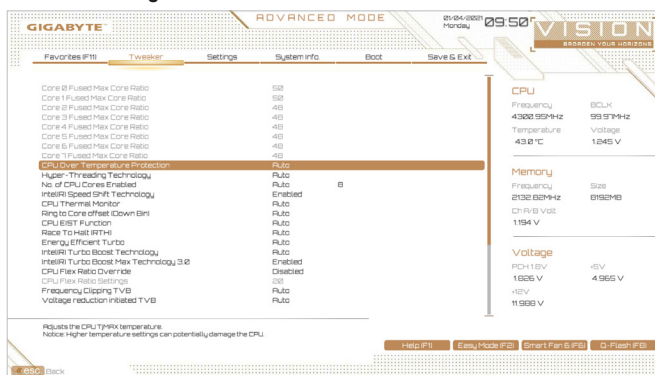 GIGABYTE™
ADVANCED MODE
01/04/2021
Monday
09:50
VISION
BROADEN YOUR HORIZONS
Favorites (F11)
Tweaker
Settings
System Info.
Boot
Save & Exit
Core 0 Fused Max Core Ratio 50
Core 1 Fused Max Core Ratio 50
Core 2 Fused Max Core Ratio 48
Core 3 Fused Max Core Ratio 48
Core 4 Fused Max Core Ratio 48
Core 5 Fused Max Core Ratio 48
Core 6 Fused Max Core Ratio 48
Core 7 Fused Max Core Ratio 48
CPU Over Temperature Protection Auto
Hyper-Threading Technology Auto
No. of CPU Cores Enabled Auto 8
Intel(R) Speed Shift Technology Enabled
CPU Thermal Monitor Auto
Ring to Core offset (Down Bin) Auto
CPU EIST Function Auto
Race To Halt (RTH) Auto
Energy Efficient Turbo Auto
Intel(R) Turbo Boost Technology Auto
Intel(R) Turbo Boost Max Technology 3.0 Enabled
CPU Flex Ratio Override Disabled
CPU Flex Ratio Settings 20
Frequency Clipping TVB Auto
Voltage reduction initiated TVB Auto
CPU
Frequency BCLK
4300.95MHz 99.97MHz
Temperature Voltage
43.0 °C 1.245 V
Memory
Frequency Size
2132.82MHz 8192MB
Ch A/B Volt
1.194 V
Voltage
PCH 1.8V +5V
1.826 V 4.965 V
+12V
11.988 V
Adjusts the CPU TjMAX temperature.
Notice: Higher temperature settings can potentially damage the CPU.
Help (F1)
Easy Mode (F2)
Smart Fan 6 (F6)
Q-Flash (F8)
esc Back